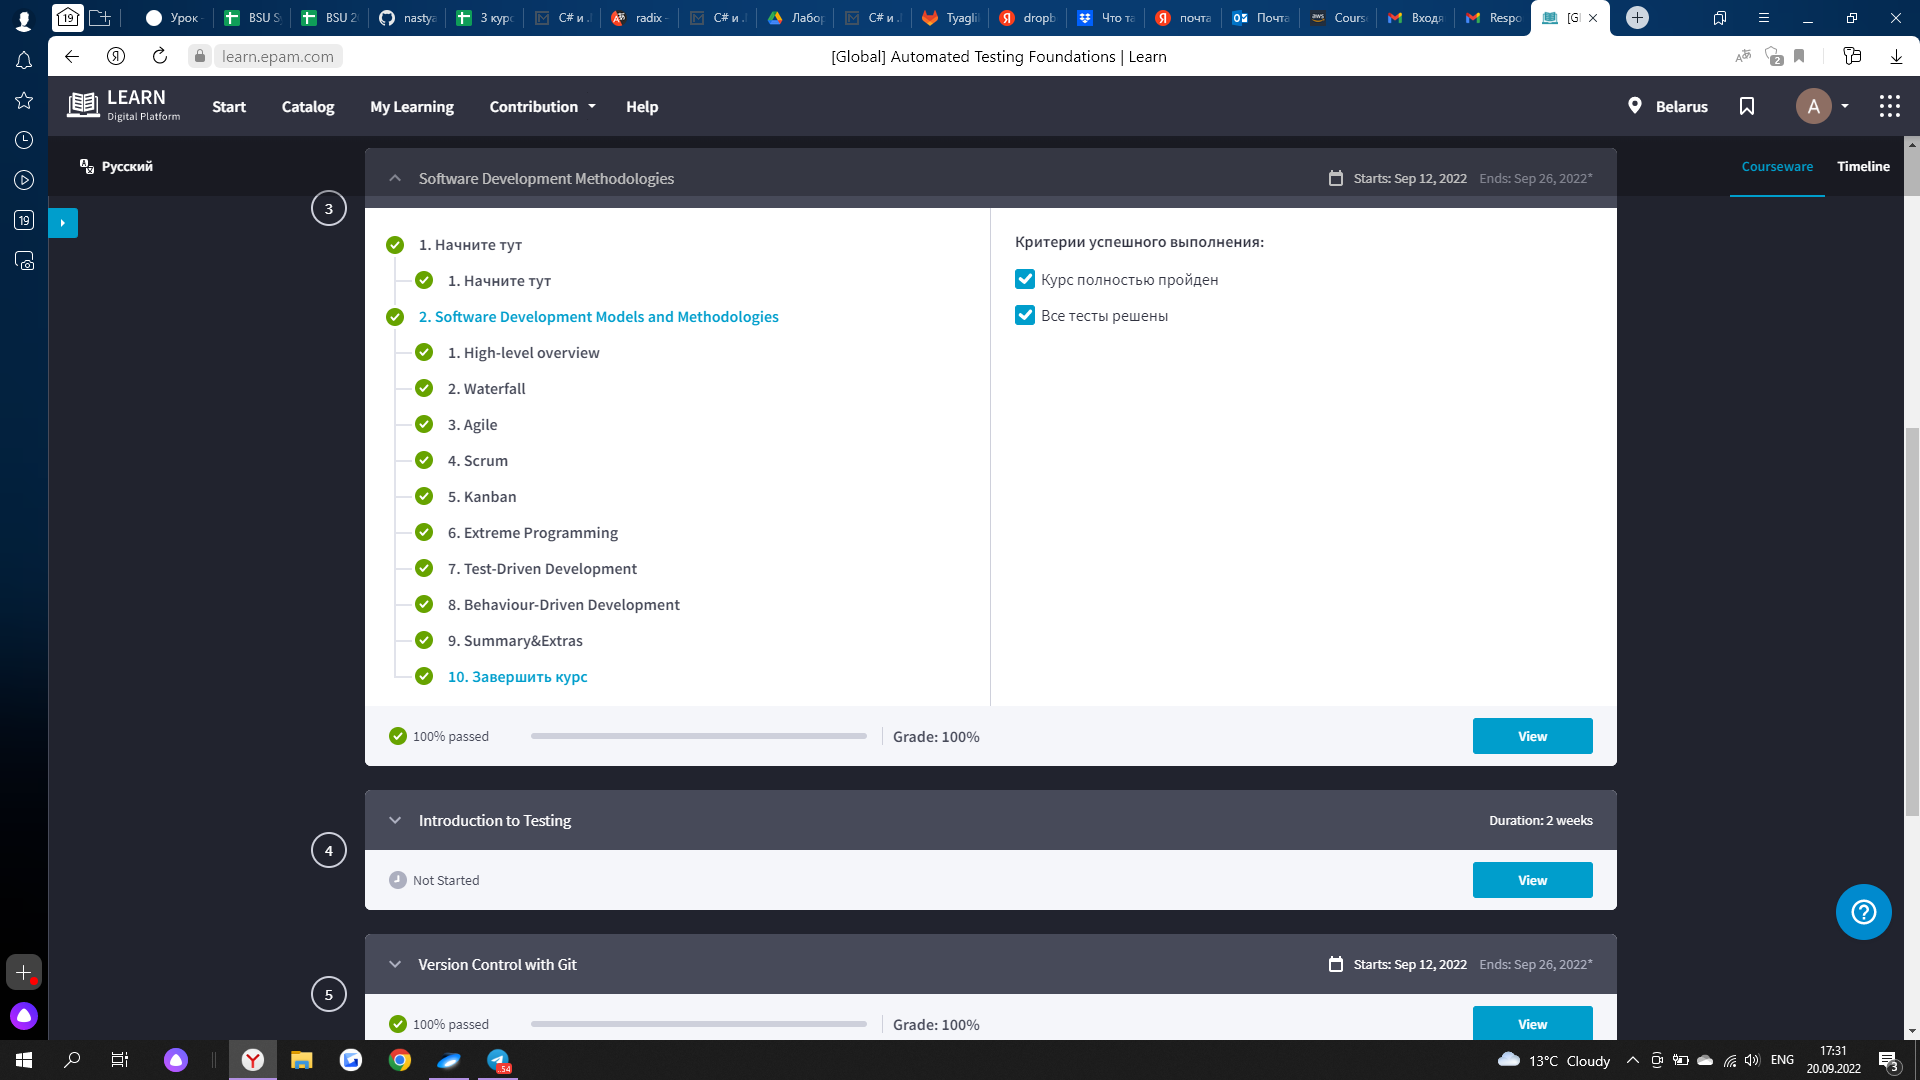 19
Урок
BSU S
BSU 2
nasty
3 кур
C# и .
radix
C# и .
Лабор
C# и .
Tyagli
dropb
Что та
почта
Почта
Cours
Входя
Respo
[G
learn.epam.com
[Global] Automated Testing Foundations | Learn
2
LEARN
Digital Platform
Start
Catalog
My Learning
Contribution
Help
Belarus
A
Русский
Courseware
Timeline
19
3
Software Development Methodologies
Starts: Sep 12, 2022 Ends: Sep 26, 2022*
1. Начните тут
1. Начните тут
2. Software Development Models and Methodologies
1. High-level overview
2. Waterfall
3. Agile
4. Scrum
5. Kanban
6. Extreme Programming
7. Test-Driven Development
8. Behaviour-Driven Development
9. Summary&Extras
10. Завершить курс
Критерии успешного выполнения:
Курс полностью пройден
Все тесты решены
100% passed
Grade: 100%
View
4
Introduction to Testing
Duration: 2 weeks
Not Started
View
5
Version Control with Git
Starts: Sep 12, 2022 Ends: Sep 26, 2022*
100% passed
Grade: 100%
View
54
13°C Cloudy
ENG
17:31
20.09.2022
3